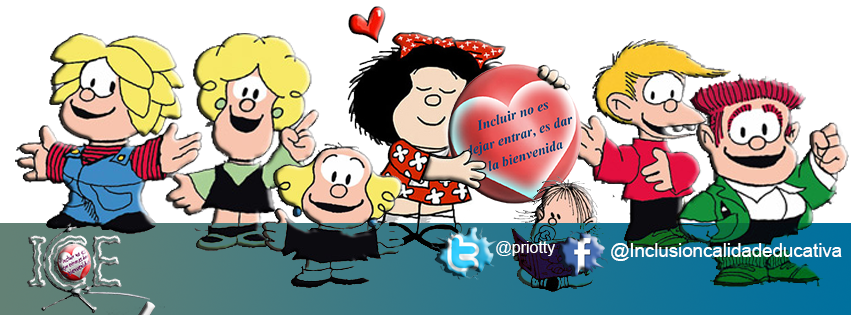 Incluir no es
dejar entrar, es dar
la bienvenida
ICE
@priotty
@Inclusioncalidadeducativa